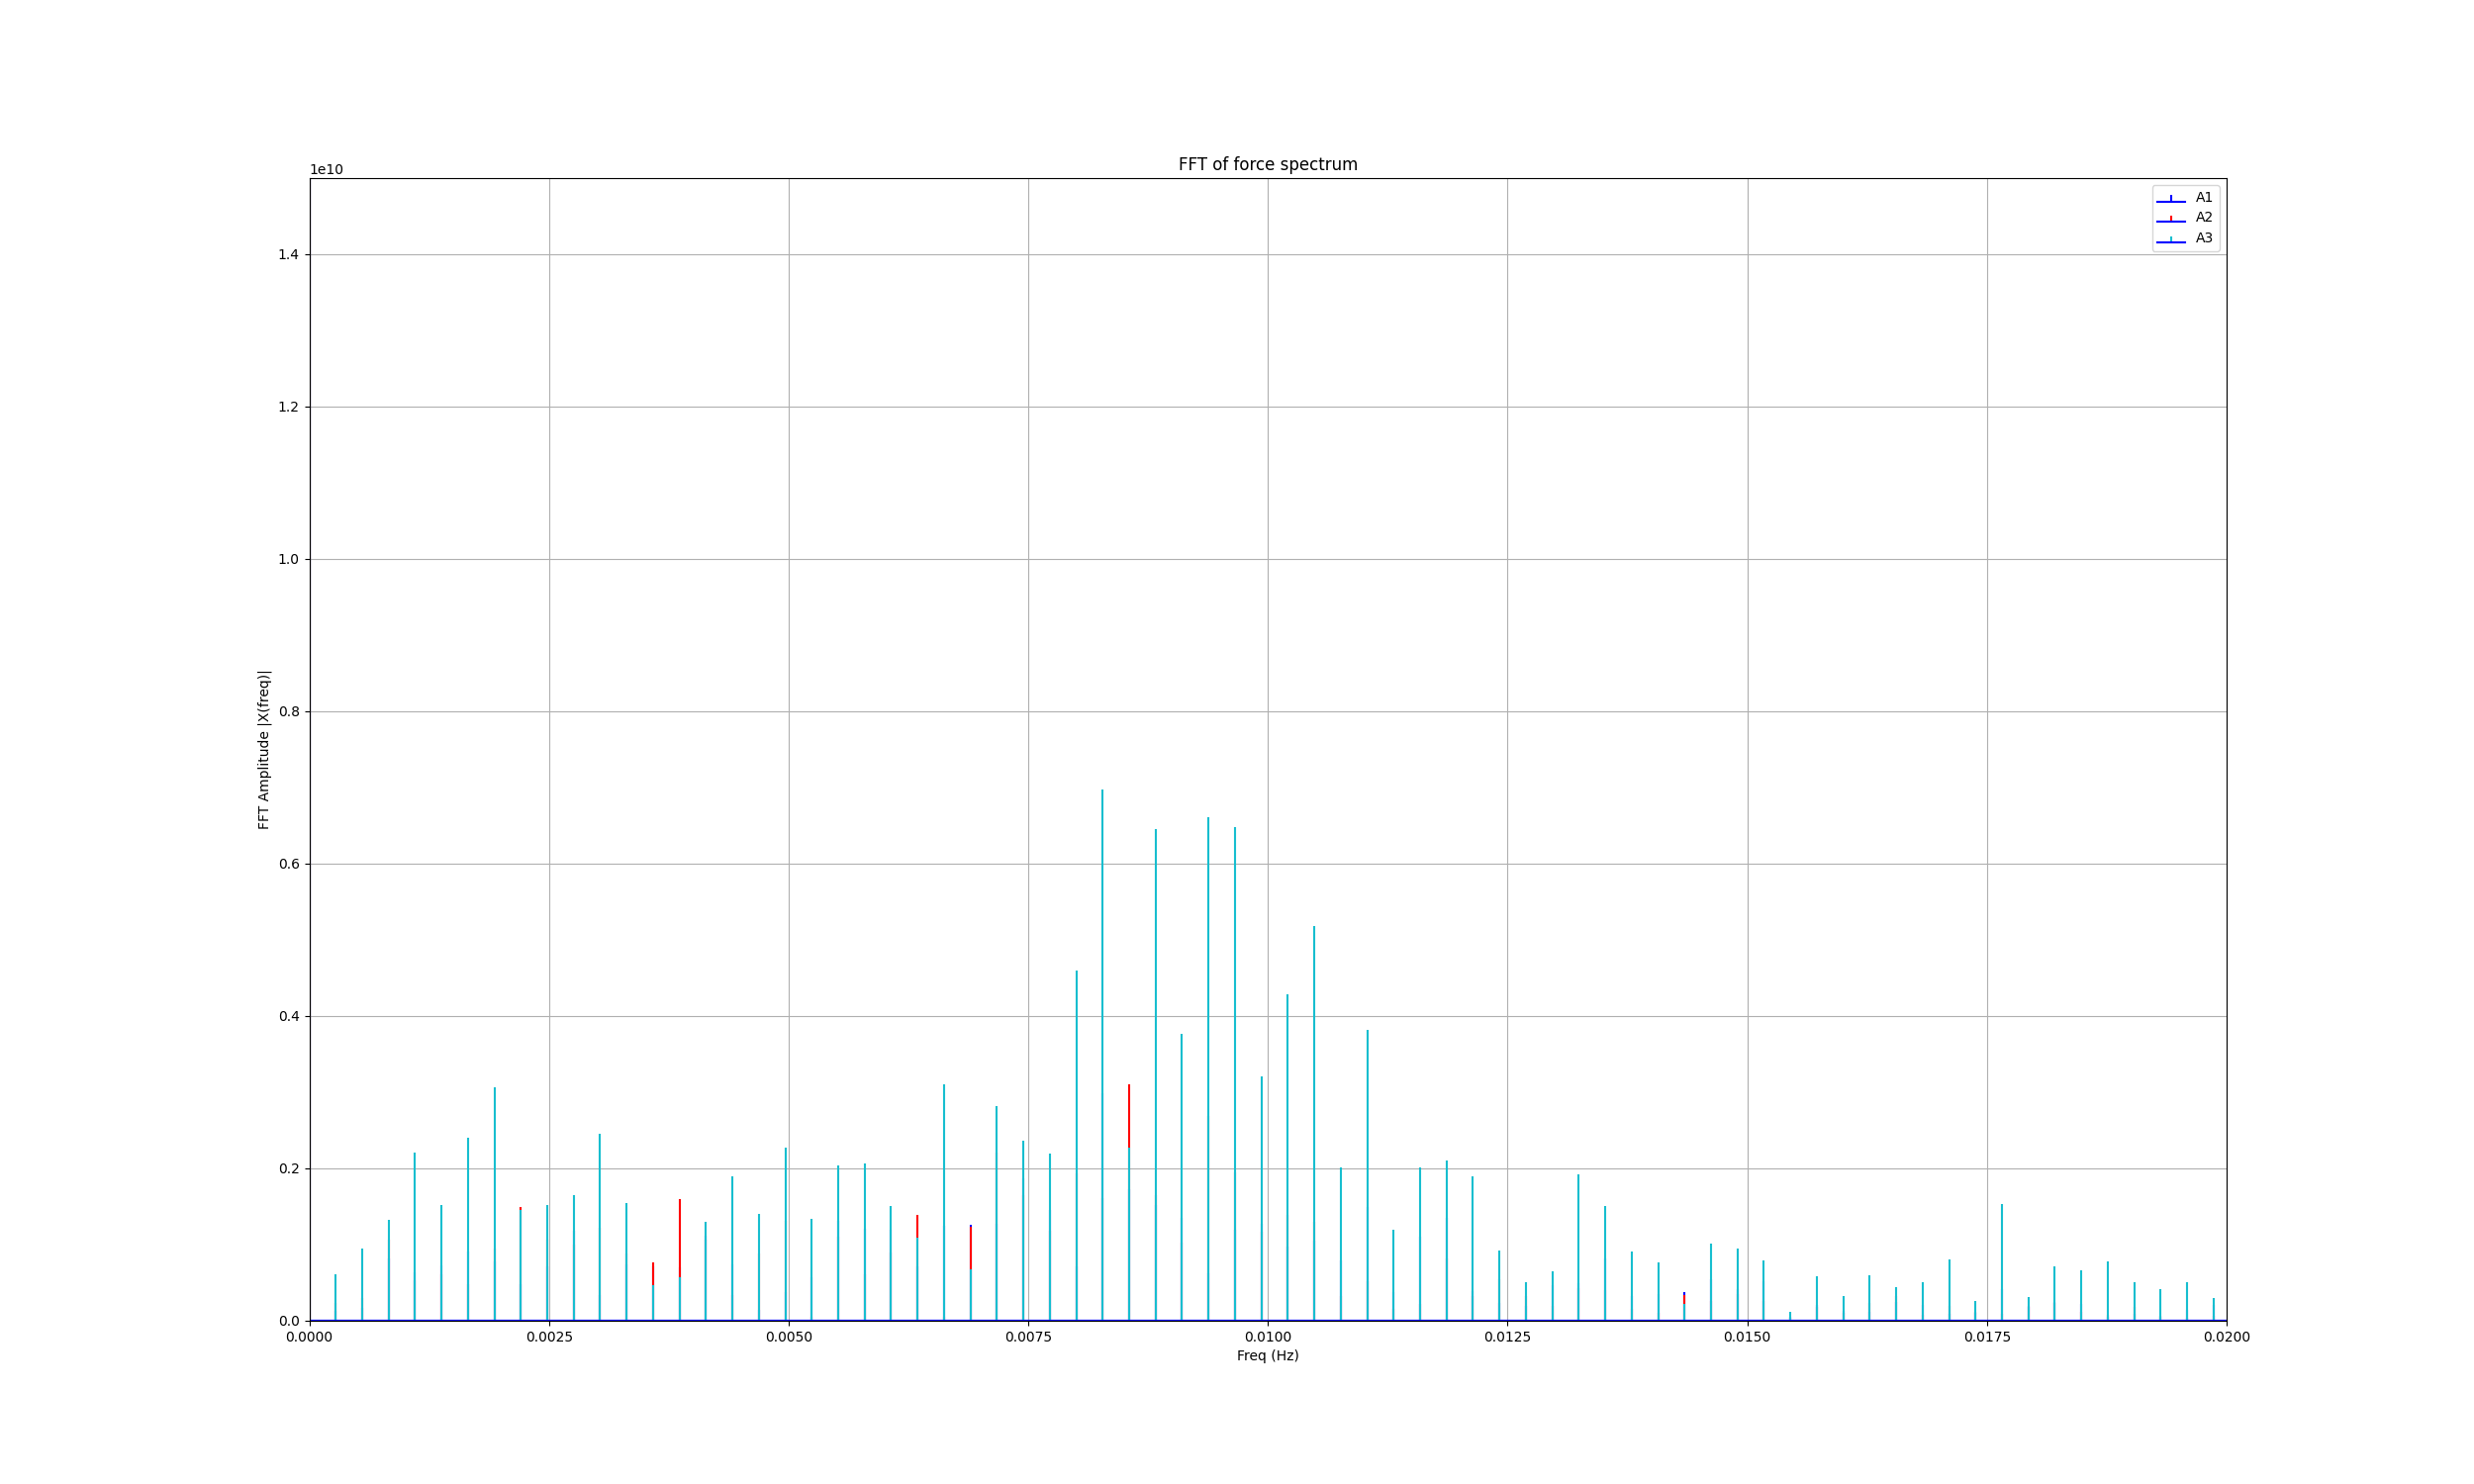 FFT of force spectrum
1e10
A1
A2
A3
1.4
1.2
1.0
0.8
0.6
0.4
0.2
0.0
FFT Amplitude |X(freq)|
0.0000 0.0025 0.0050 0.0075 0.0100 0.0125 0.0150 0.0175 0.0200
Freq (Hz)